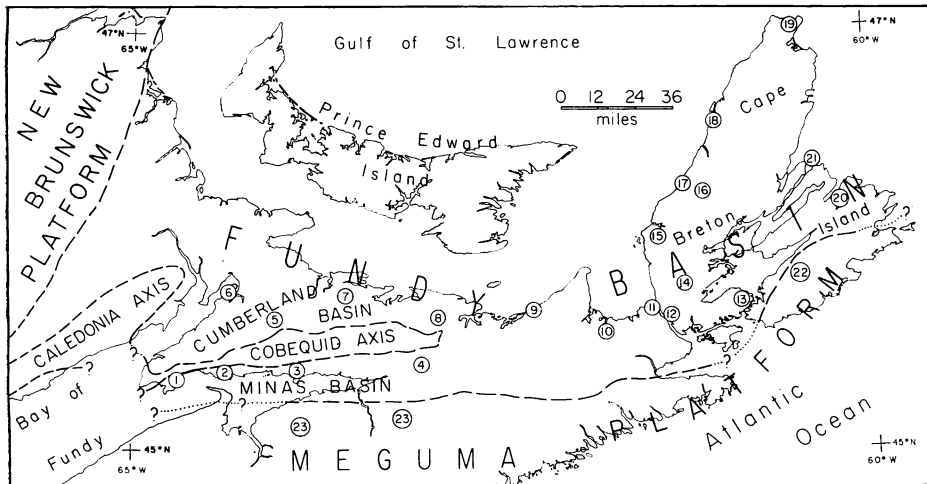 47°N
65°W
Gulf of St. Lawrence
47°N
60°W
19
NEW
BRUNSWICK
PLATFORM
Prince Edward
Island
0 12 24 36
miles
Cape
18
17
16
21
20
Breton
Island
15
FUNDY BASIN
14
22
13
6
7
CUMBERLAND
BASIN
5
8
9
10
11
12
CALEDONIA AXIS
COBEQUID AXIS
4
?
?
?
?
1
2
3
MINAS BASIN
?
?
Bay of
Fundy
23
23
MEGUMA PLATFORM
Atlantic
Ocean
45°N
65°W
45°N
60°W